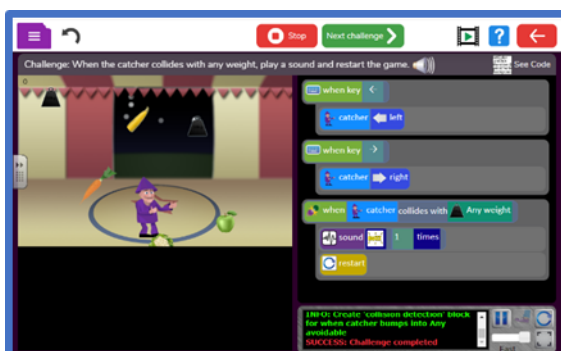 Stop
Next challenge
?
Challenge: When the catcher collides with any weight, play a sound and restart the game.
See Code
0
when key
catcher left
when key
catcher right
when catcher collides with Any weight
sound 1 times
restart
INFO: Create 'collision detection' block
for when catcher bumps into Any
avoidable
SUCCESS: Challenge completed
Fast